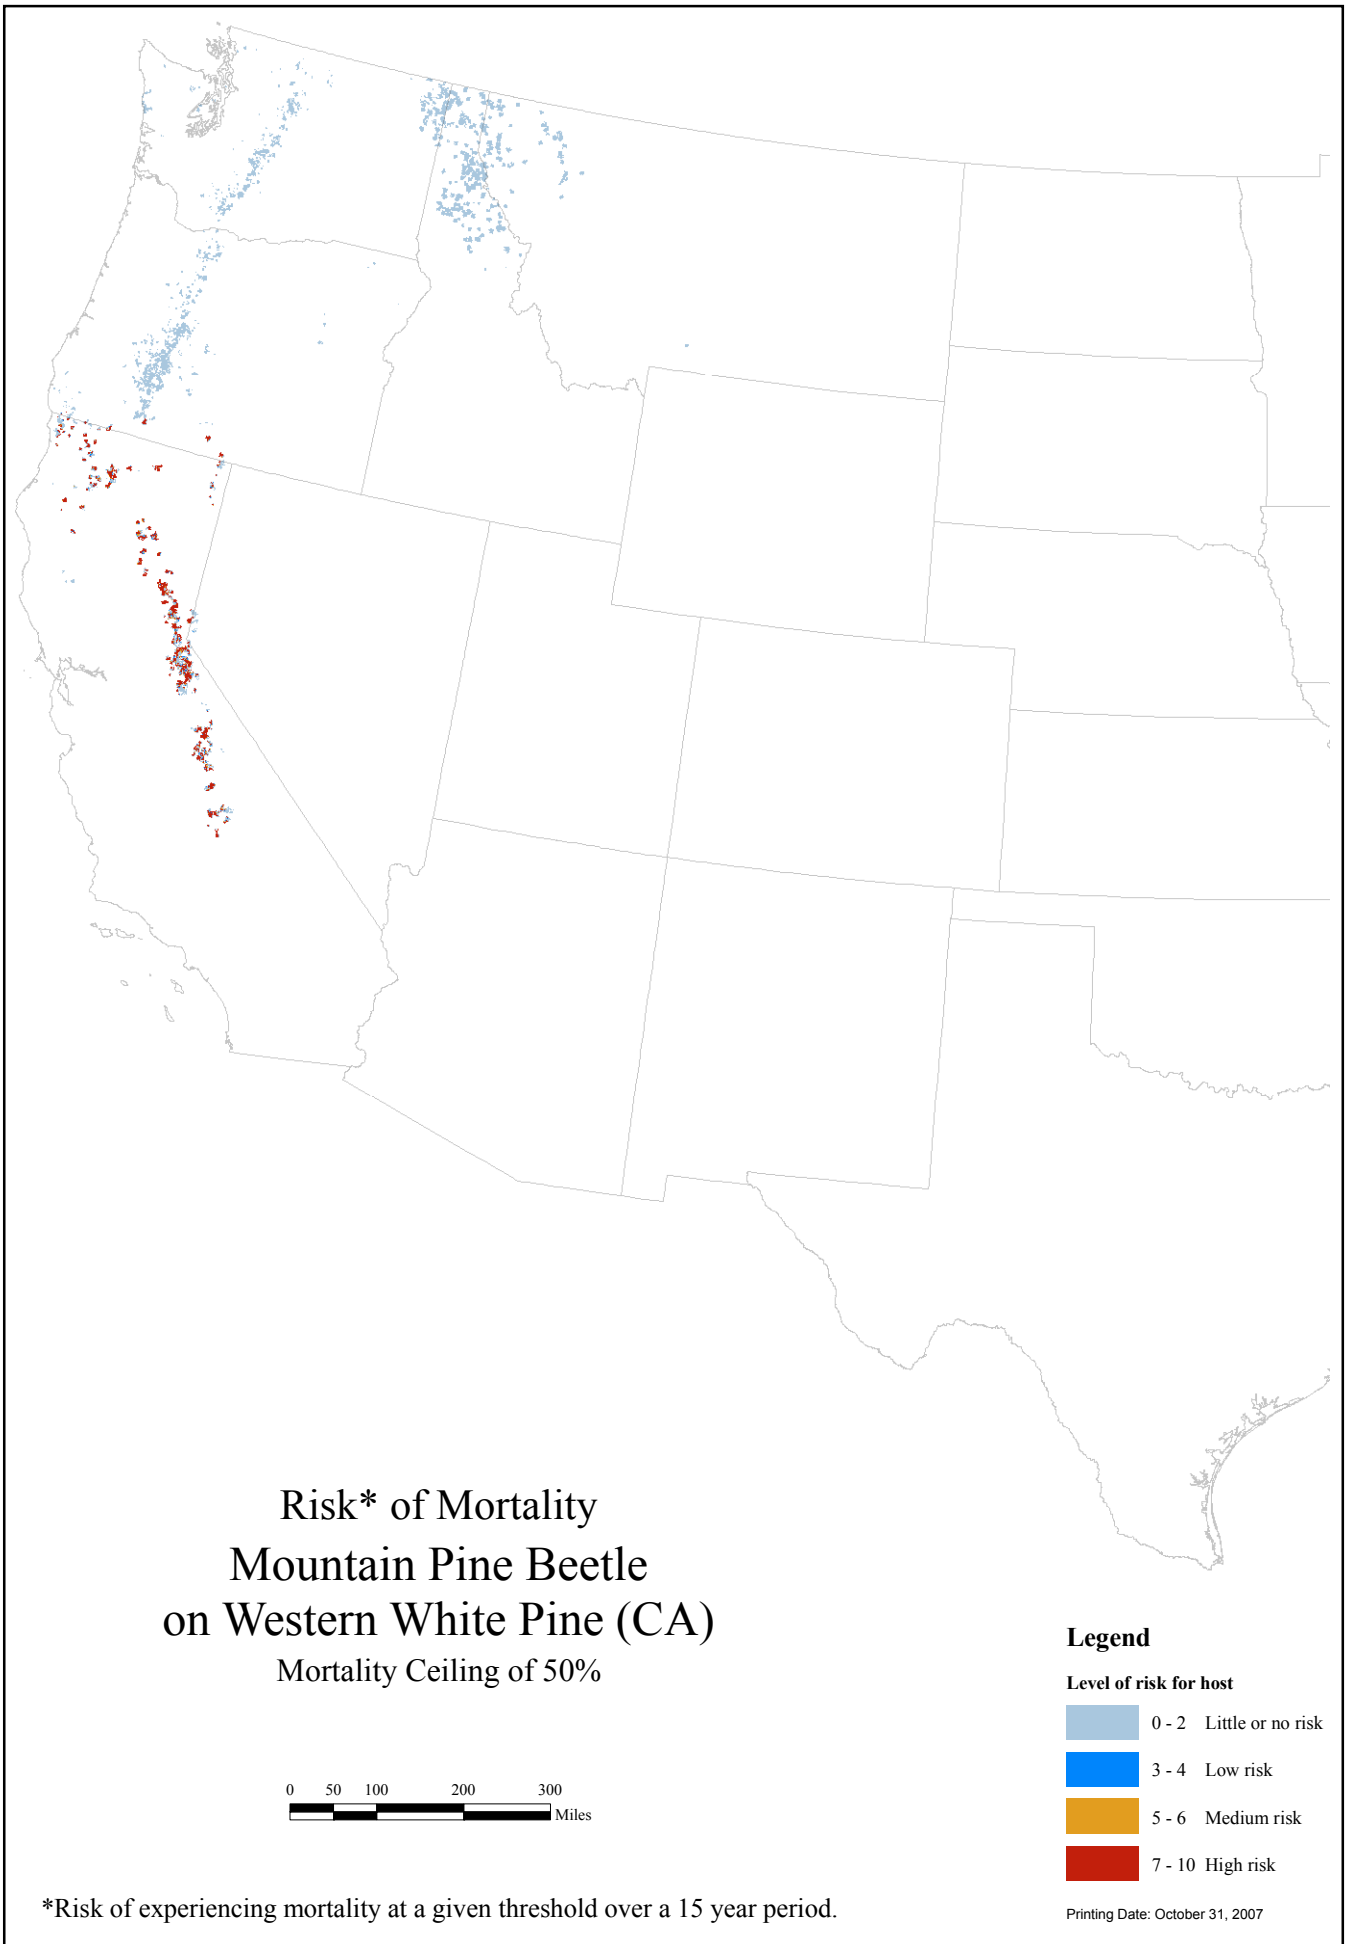 Risk* of Mortality
Mountain Pine Beetle
on Western White Pine (CA)
Mortality Ceiling of 50%
0 50 100 200 300
Miles
*Risk of experiencing mortality at a given threshold over a 15 year period.
Legend
Level of risk for host
0 - 2 Little or no risk
3 - 4 Low risk
5 - 6 Medium risk
7 - 10 High risk
Printing Date: October 31, 2007